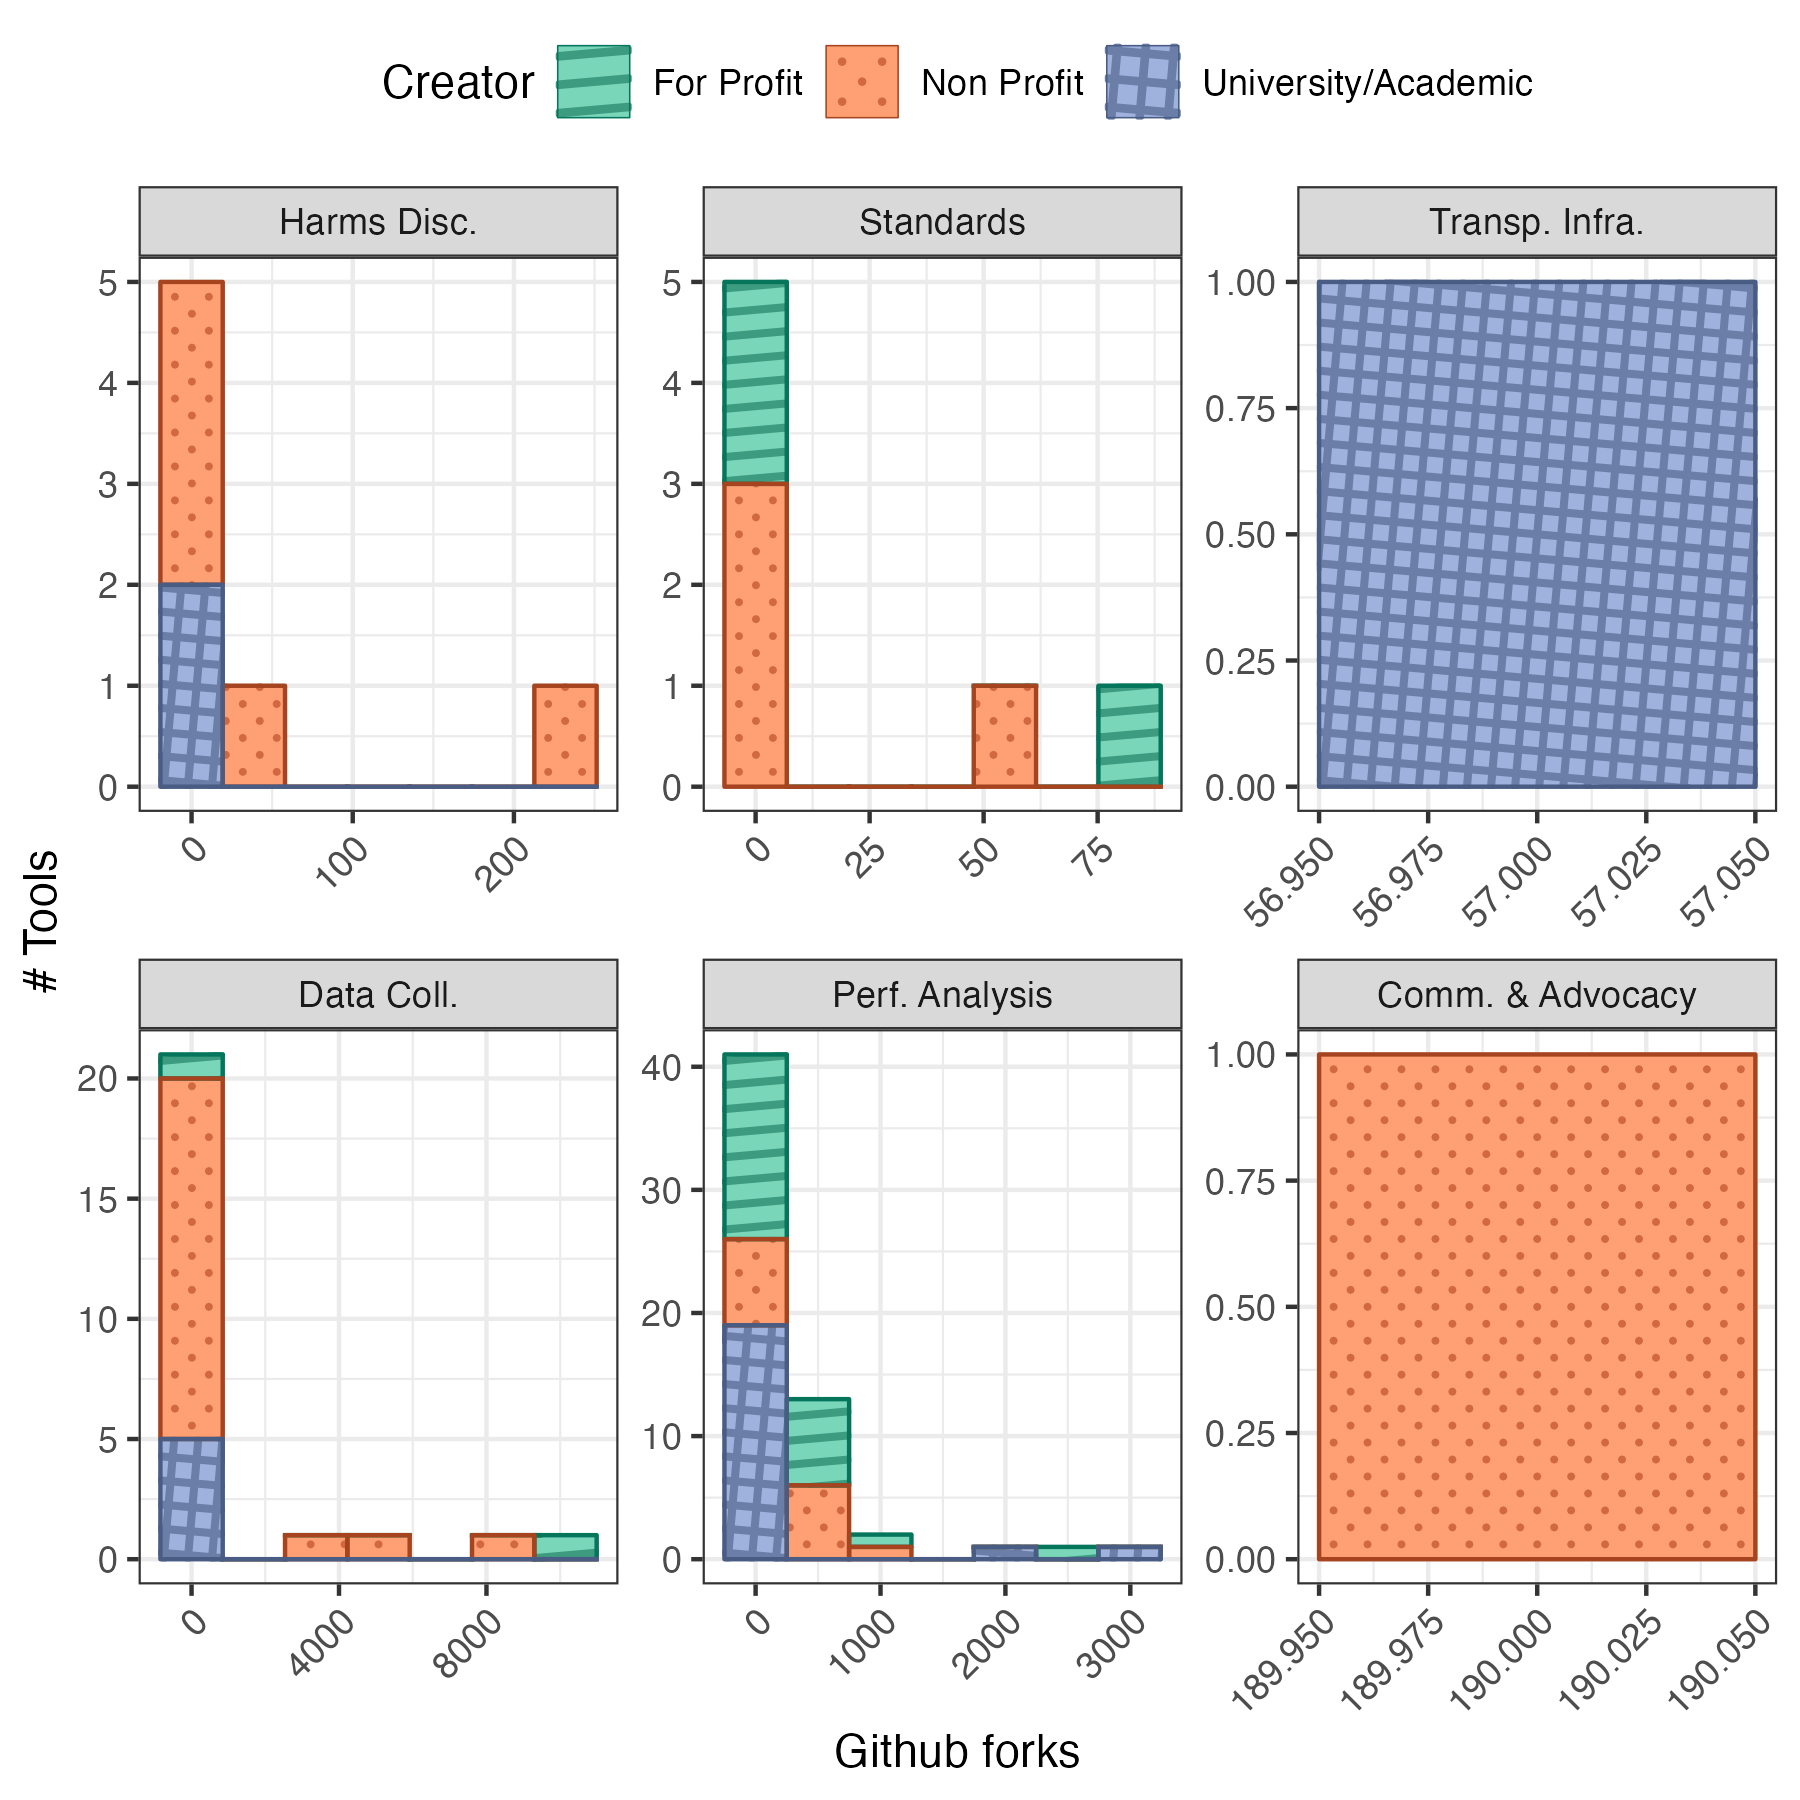 Creator For Profit Non Profit University/Academic
Harms Disc. Standards Transp. Infra.
5 5 1.00
4 4 0.75
3 3 0.50
2 2 0.25
1 1 0.00
0 0
0 100 200 0 25 50 75 56.950 56.975 57.000 57.025 57.050
# Tools
Data Coll. Perf. Analysis Comm. & Advocacy
20 40 1.00
15 30 0.75
10 20 0.50
5 10 0.25
0 0 0.00
0 4000 8000 0 1000 2000 3000 189.950 189.975 190.000 190.025 190.050
Github forks